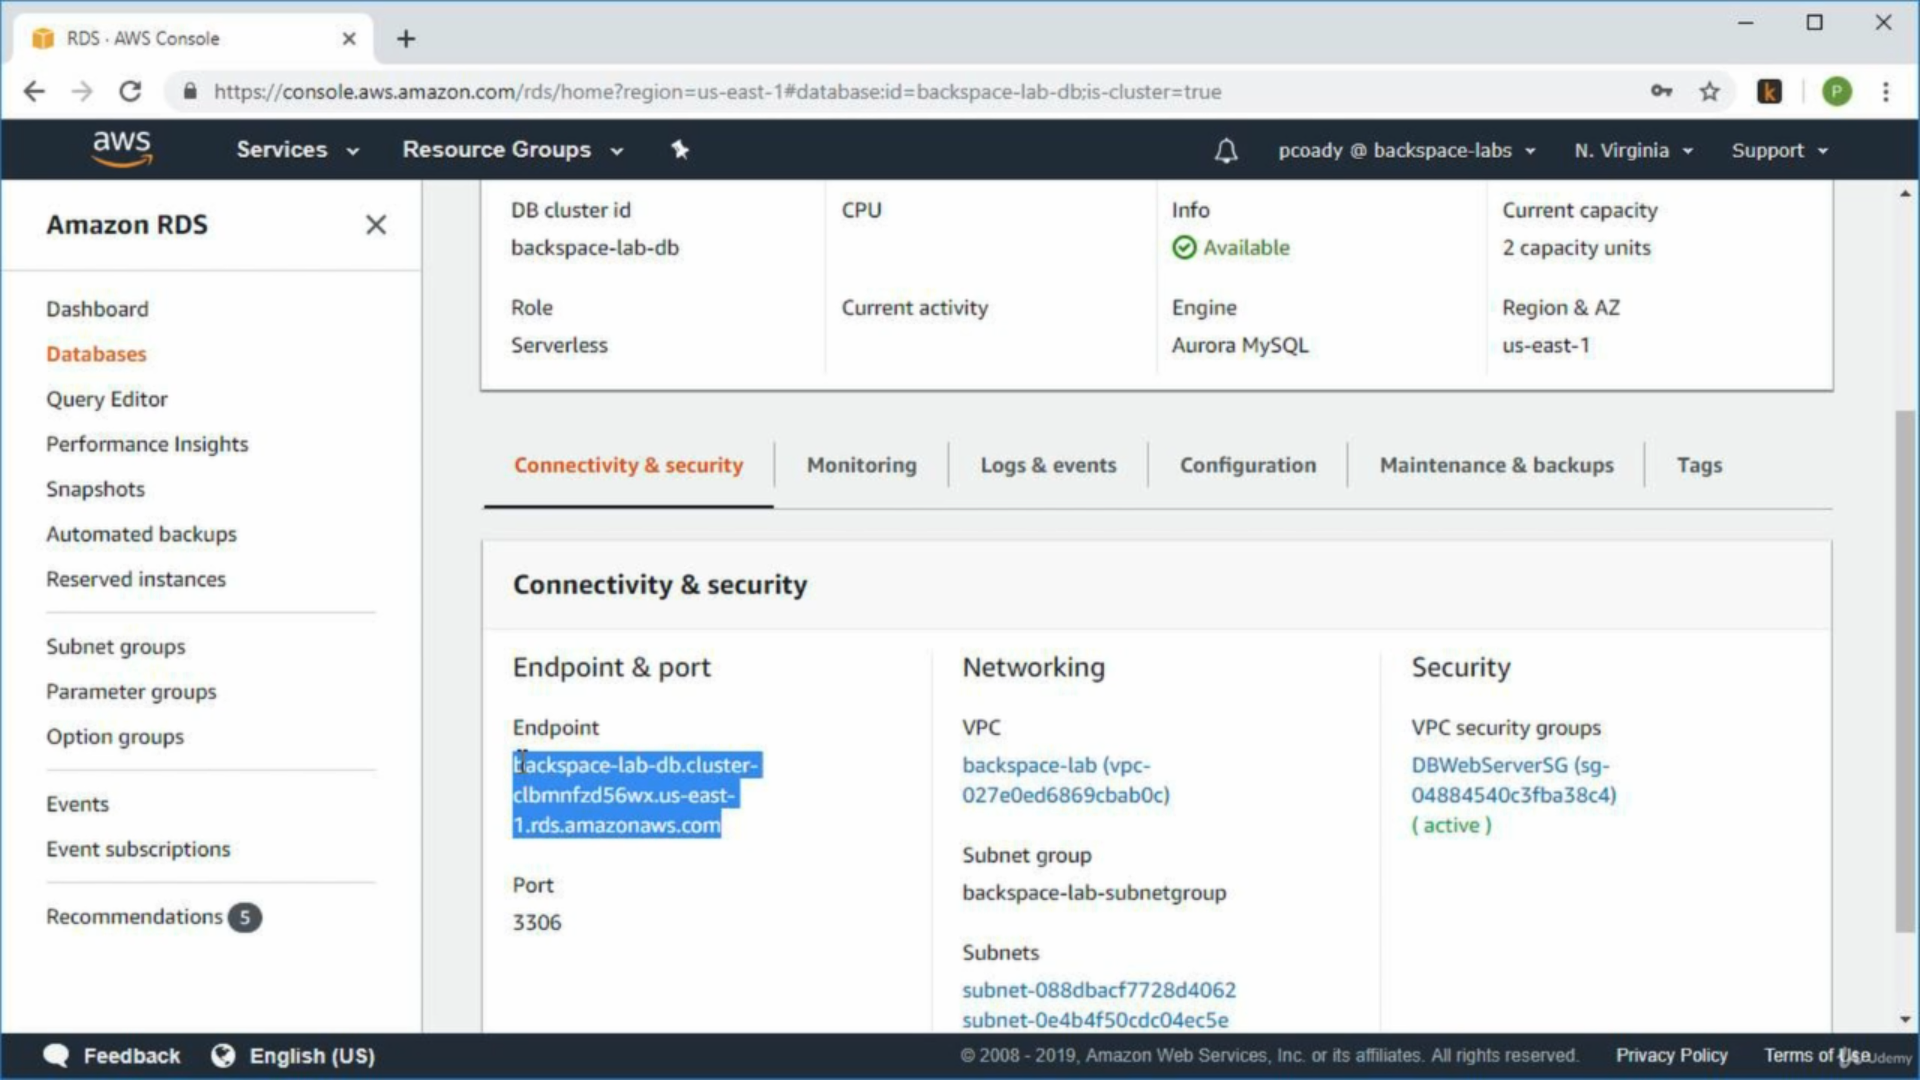 RDS · AWS Console
https://console.aws.amazon.com/rds/home?region=us-east-1#database:id=backspace-lab-db;is-cluster=true
k
P
aws
Services
Resource Groups
pcoady @ backspace-labs
N. Virginia
Support
Amazon RDS
Dashboard
Databases
Query Editor
Performance Insights
Snapshots
Automated backups
Reserved instances
Subnet groups
Parameter groups
Option groups
Events
Event subscriptions
Recommendations 5
DB cluster id
backspace-lab-db
CPU
Info
Available
Current capacity
2 capacity units
Role
Serverless
Current activity
Engine
Aurora MySQL
Region & AZ
us-east-1
Connectivity & security
Monitoring
Logs & events
Configuration
Maintenance & backups
Tags
Connectivity & security
Endpoint & port
Endpoint
backspace-lab-db.cluster-
clbmnfzd56wx.us-east-
1.rds.amazonaws.com
Port
3306
Networking
VPC
backspace-lab (vpc-
027e0ed6869cbab0c)
Subnet group
backspace-lab-subnetgroup
Subnets
subnet-088dbacf7728d4062
subnet-0e4b4f50cdc04ec5e
Security
VPC security groups
DBWebServerSG (sg-
04884540c3fba38c4)
( active )
Feedback
English (US)
© 2008 - 2019, Amazon Web Services, Inc. or its affiliates. All rights reserved.
Privacy Policy
Terms of Use
Udemy